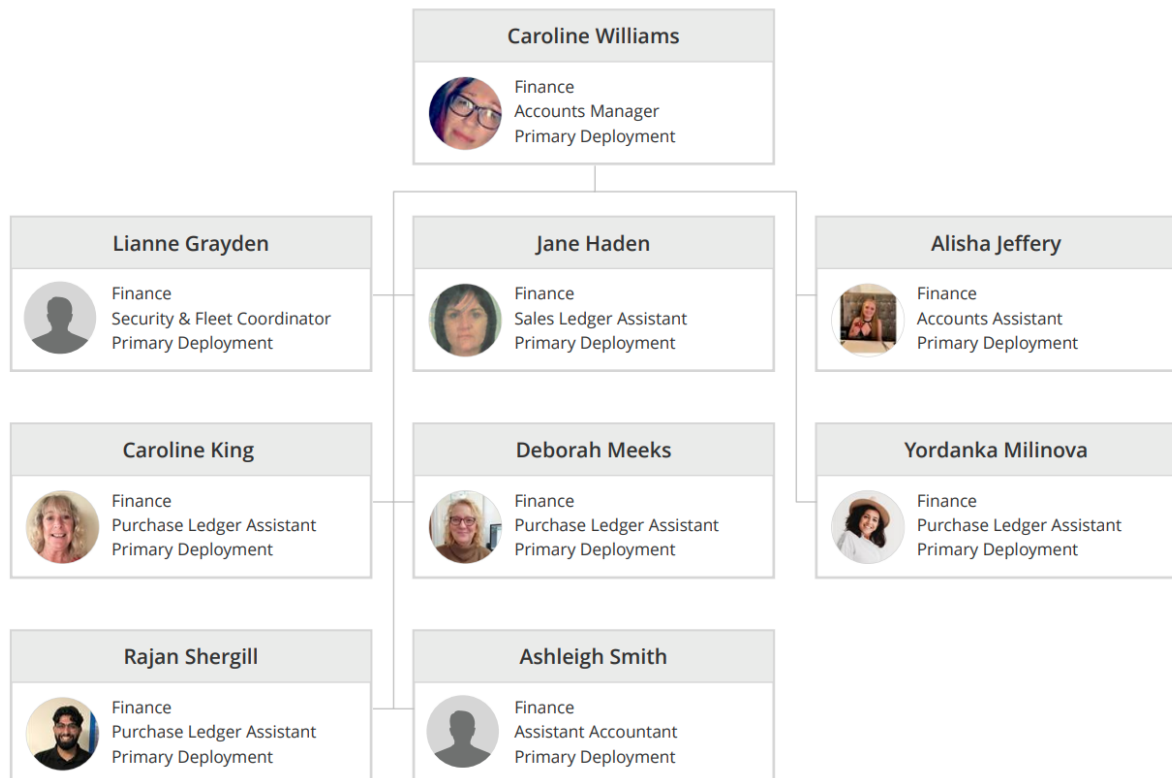 Caroline Williams
Finance
Accounts Manager
Primary Deployment
Lianne Grayden
Finance
Security & Fleet Coordinator
Primary Deployment
Jane Haden
Finance
Sales Ledger Assistant
Primary Deployment
Alisha Jeffery
Finance
Accounts Assistant
Primary Deployment
Caroline King
Finance
Purchase Ledger Assistant
Primary Deployment
Deborah Meeks
Finance
Purchase Ledger Assistant
Primary Deployment
Yordanka Milinova
Finance
Purchase Ledger Assistant
Primary Deployment
Rajan Shergill
Finance
Purchase Ledger Assistant
Primary Deployment
Ashleigh Smith
Finance
Assistant Accountant
Primary Deployment